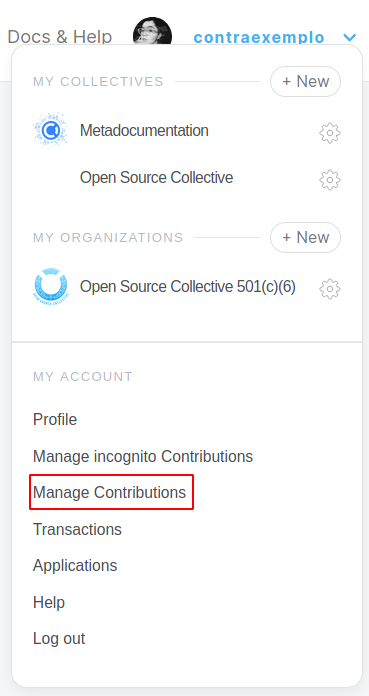 Docs & Help contraexemplo
MY COLLECTIVES + New
Metadocumentation
Open Source Collective
MY ORGANIZATIONS + New
Open Source Collective 501(c)(6)
MY ACCOUNT
Profile
Manage incognito Contributions
Manage Contributions
Transactions
Applications
Help
Log out